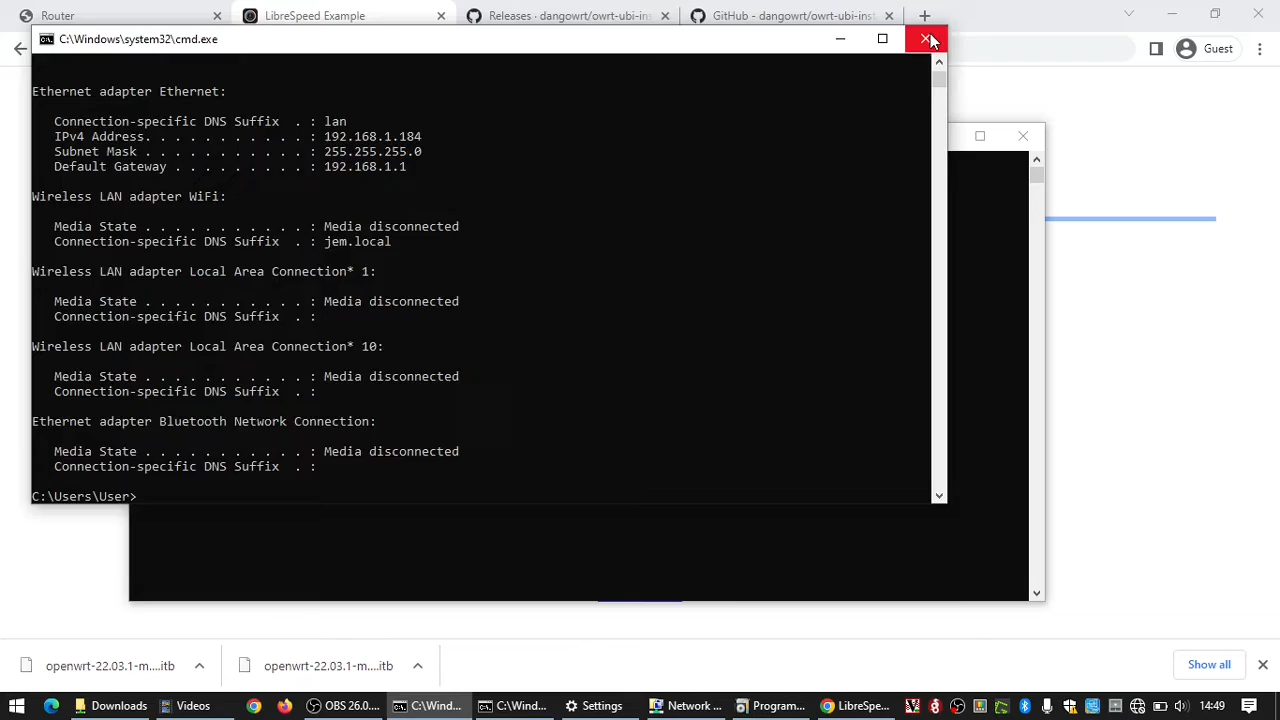 Router
LibreSpeed Example
Releases · dangowrt/owrt-ubi-ins
GitHub - dangowrt/owrt-ubi-inst
Guest
C:\Windows\system32\cmd.exe
Ethernet adapter Ethernet:
Connection-specific DNS Suffix . : lan
IPv4 Address. . . . . . . . . . . : 192.168.1.184
Subnet Mask . . . . . . . . . . . : 255.255.255.0
Default Gateway . . . . . . . . . : 192.168.1.1
Wireless LAN adapter WiFi:
Media State . . . . . . . . . . . : Media disconnected
Connection-specific DNS Suffix . : jem.local
Wireless LAN adapter Local Area Connection* 1:
Media State . . . . . . . . . . . : Media disconnected
Connection-specific DNS Suffix . :
Wireless LAN adapter Local Area Connection* 10:
Media State . . . . . . . . . . . : Media disconnected
Connection-specific DNS Suffix . :
Ethernet adapter Bluetooth Network Connection:
Media State . . . . . . . . . . . : Media disconnected
Connection-specific DNS Suffix . :
C:\Users\User>
openwrt-22.03.1-m....itb
openwrt-22.03.1-m....itb
Show all
Downloads
Videos
OBS 26.0....
C:\Wind...
C:\Wind...
Settings
Network ...
Program...
LibreSpe...
14:49